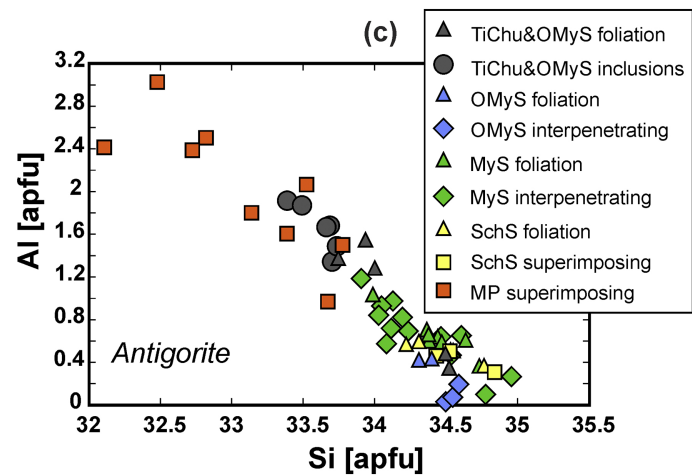 (c)
TiChu&OMyS foliation
TiChu&OMyS inclusions
OMyS foliation
OMyS interpenetrating
MyS foliation
MyS interpenetrating
SchS foliation
SchS superimposing
MP superimposing
Al [apfu]
3.2
2.8
2.4
2
1.6
1.2
0.8
0.4
0
Antigorite
32 32.5 33 33.5 34 34.5 35 35.5
Si [apfu]